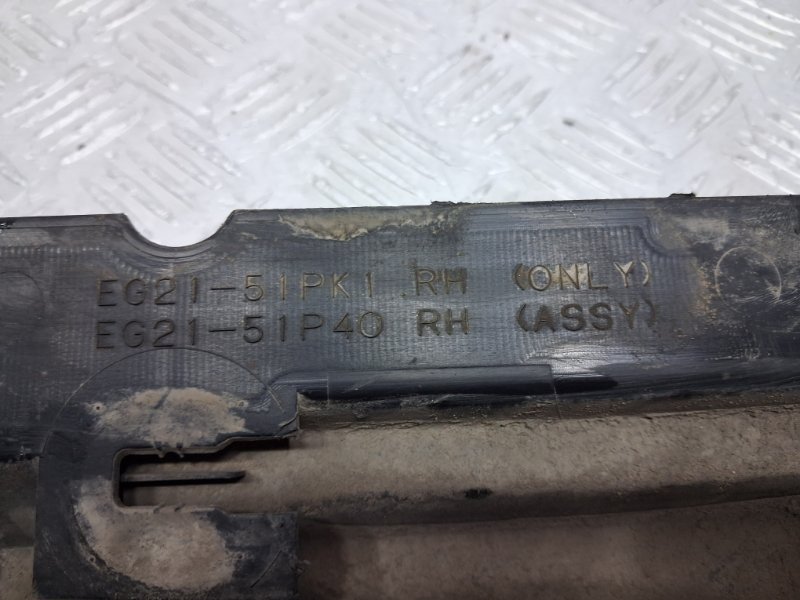 EG21-51PK1 RH (ONLY)
EG21-51P40 RH (ASSY)